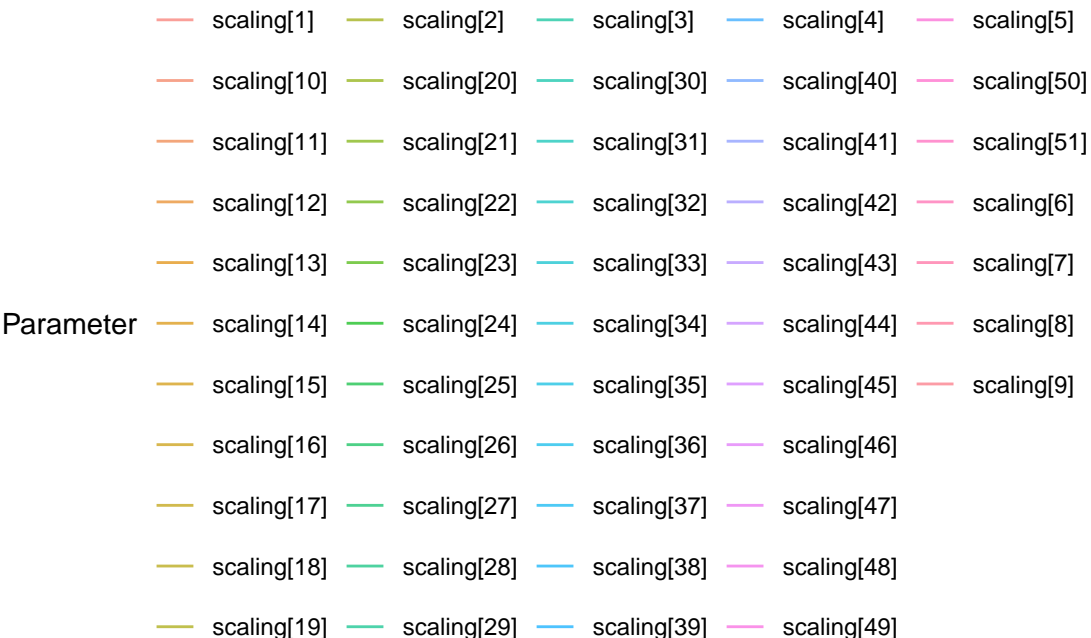 scaling[1] scaling[2] scaling[3] scaling[4] scaling[5]
scaling[10] scaling[20] scaling[30] scaling[40] scaling[50]
scaling[11] scaling[21] scaling[31] scaling[41] scaling[51]
scaling[12] scaling[22] scaling[32] scaling[42] scaling[6]
scaling[13] scaling[23] scaling[33] scaling[43] scaling[7]
Parameter scaling[14] scaling[24] scaling[34] scaling[44] scaling[8]
scaling[15] scaling[25] scaling[35] scaling[45] scaling[9]
scaling[16] scaling[26] scaling[36] scaling[46]
scaling[17] scaling[27] scaling[37] scaling[47]
scaling[18] scaling[28] scaling[38] scaling[48]
scaling[19] scaling[29] scaling[39] scaling[49]